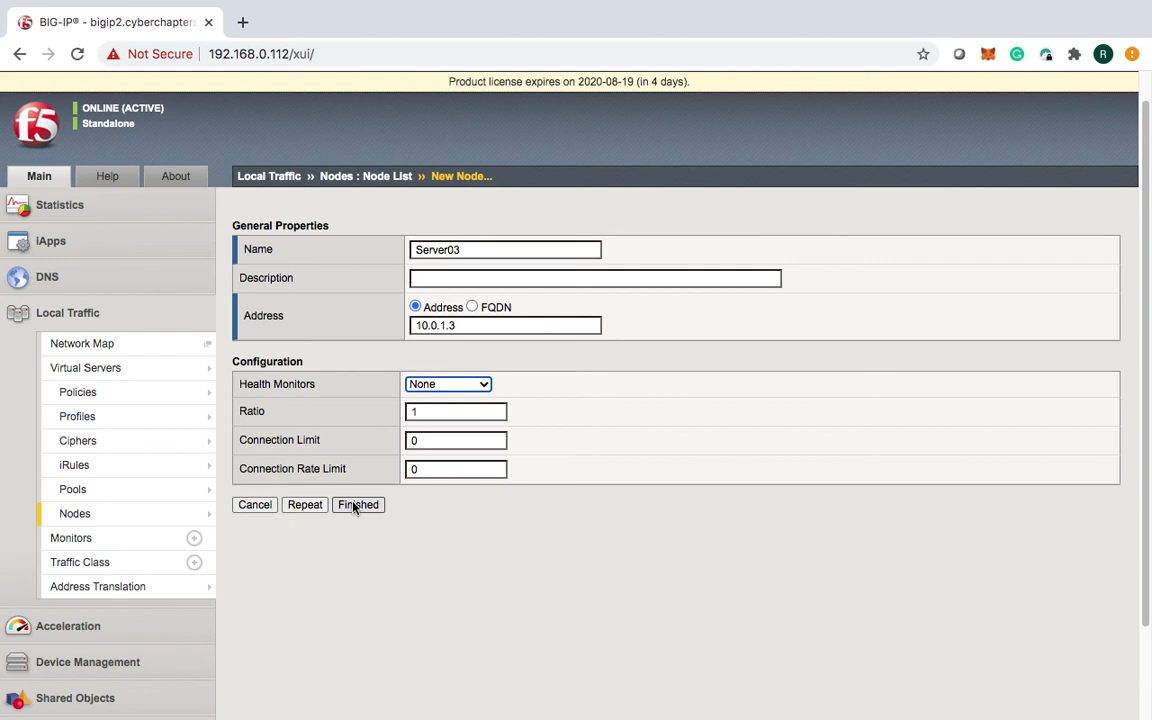 BIG-IP® - bigip2.cyberchapters
Not Secure 192.168.0.112/xui/
R
Product license expires on 2020-08-19 (in 4 days).
f5
ONLINE (ACTIVE)
Standalone
Main Help About
Local Traffic ›› Nodes : Node List ›› New Node...
Statistics
iApps
DNS
Local Traffic
Network Map
Virtual Servers
Policies
Profiles
Ciphers
iRules
Pools
Nodes
Monitors
Traffic Class
Address Translation
Acceleration
Device Management
Shared Objects
General Properties
Name Server03
Description
Address Address FQDN
10.0.1.3
Configuration
Health Monitors None
Ratio 1
Connection Limit 0
Connection Rate Limit 0
Cancel Repeat Finished